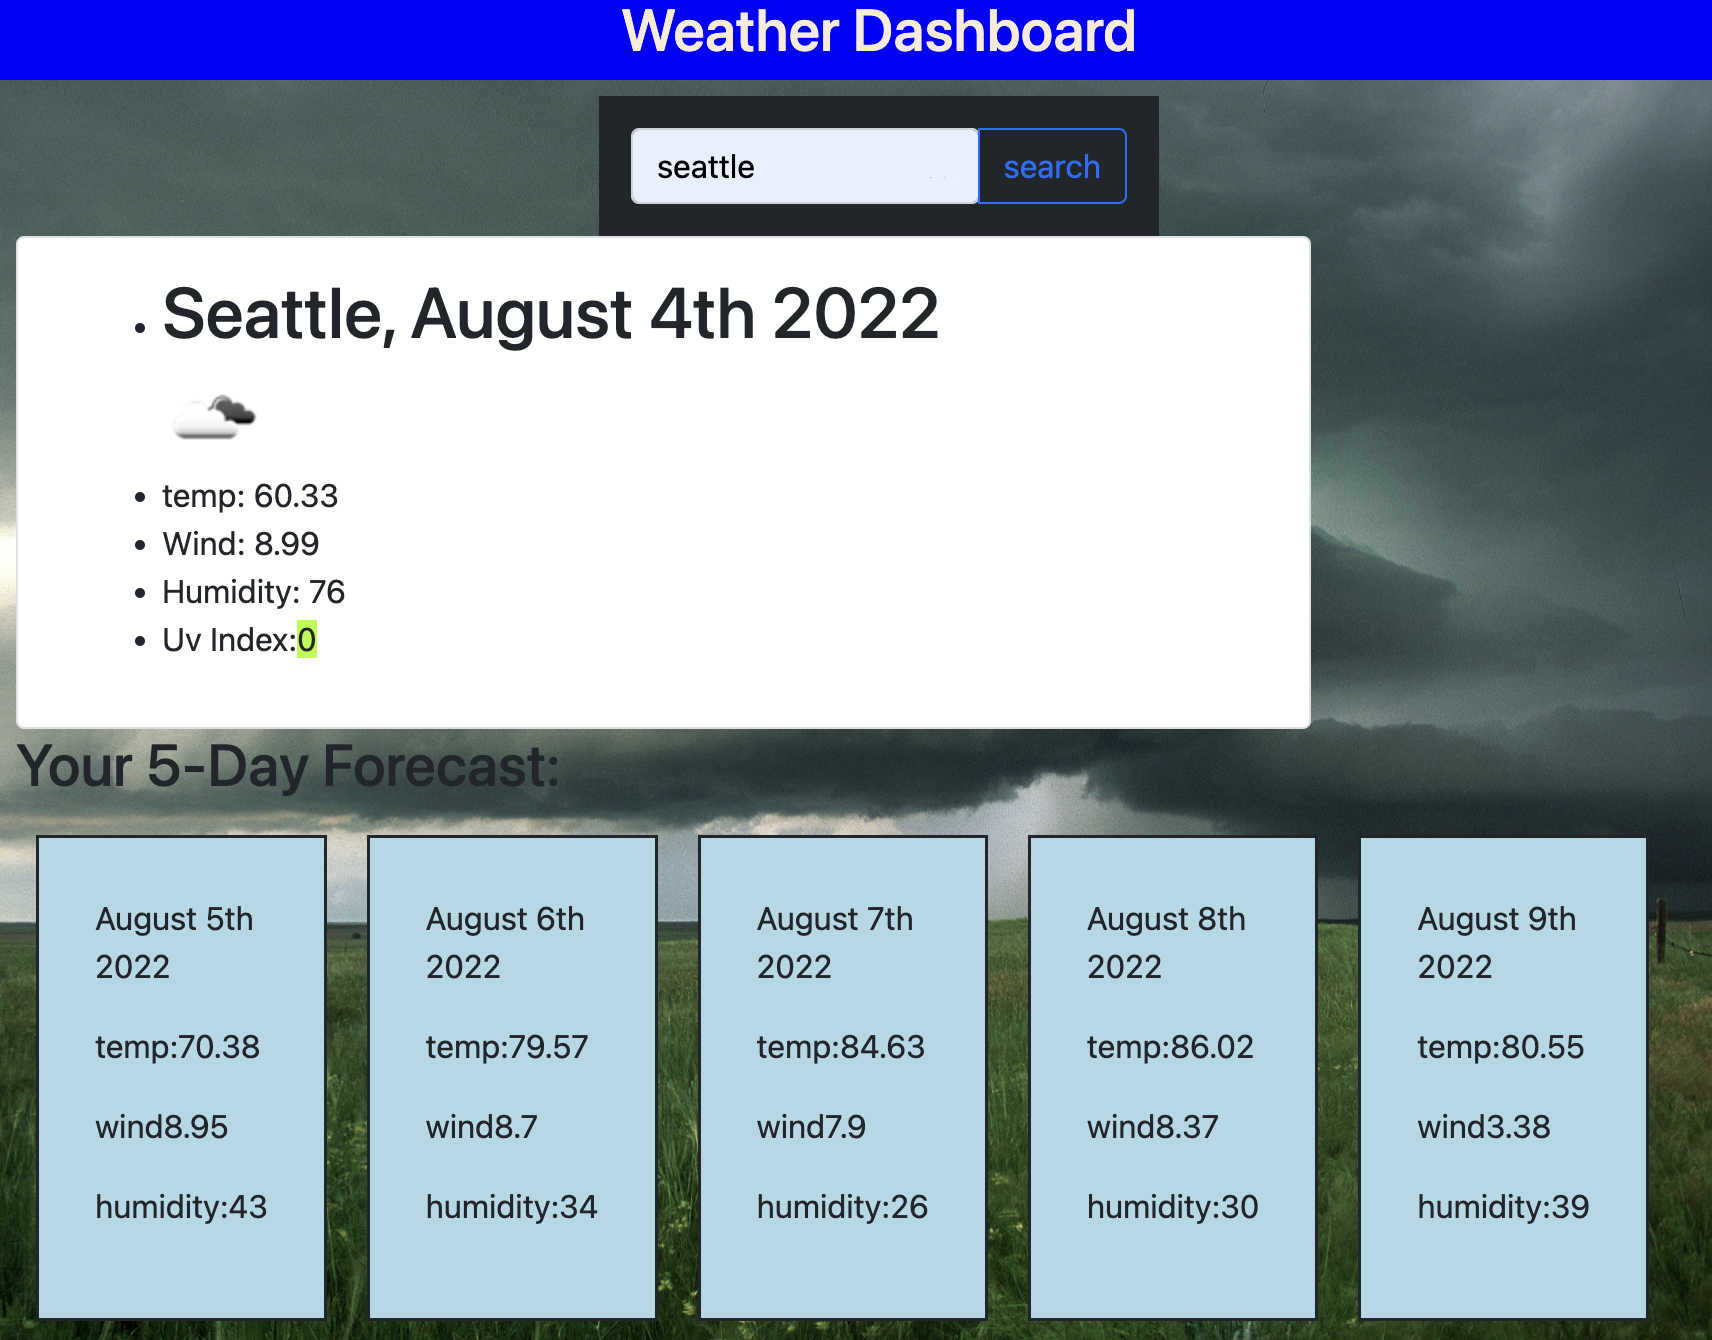 Weather Dashboard
seattle
search
Seattle, August 4th 2022
temp: 60.33
Wind: 8.99
Humidity: 76
Uv Index:0
Your 5-Day Forecast:
August 5th
2022
temp:70.38
wind8.95
humidity:43
August 6th
2022
temp:79.57
wind8.7
humidity:34
August 7th
2022
temp:84.63
wind7.9
humidity:26
August 8th
2022
temp:86.02
wind8.37
humidity:30
August 9th
2022
temp:80.55
wind3.38
humidity:39